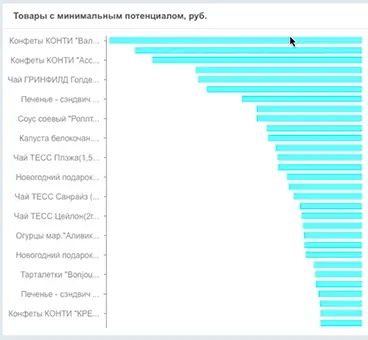 Товары с минимальным потенциалом, руб.
Конфеты КОНТИ "Вал...
Конфеты КОНТИ "Асс...
Чай ГРИНФИЛД Голде...
Печенье - сэндвич ...
Соус соевый "Роллт...
Капуста белокочан....
Чай ТЕСС Плэжа(1,5...
Новогодний подарок...
Чай ТЕСС Санрайз (...
Чай ТЕСС Цейлон(2г...
Огурцы мар."Аливик...
Новогодний подарок...
Тарталетки "Bonjou...
Печенье - сэндвич ...
Конфеты КОНТИ "КРЕ...